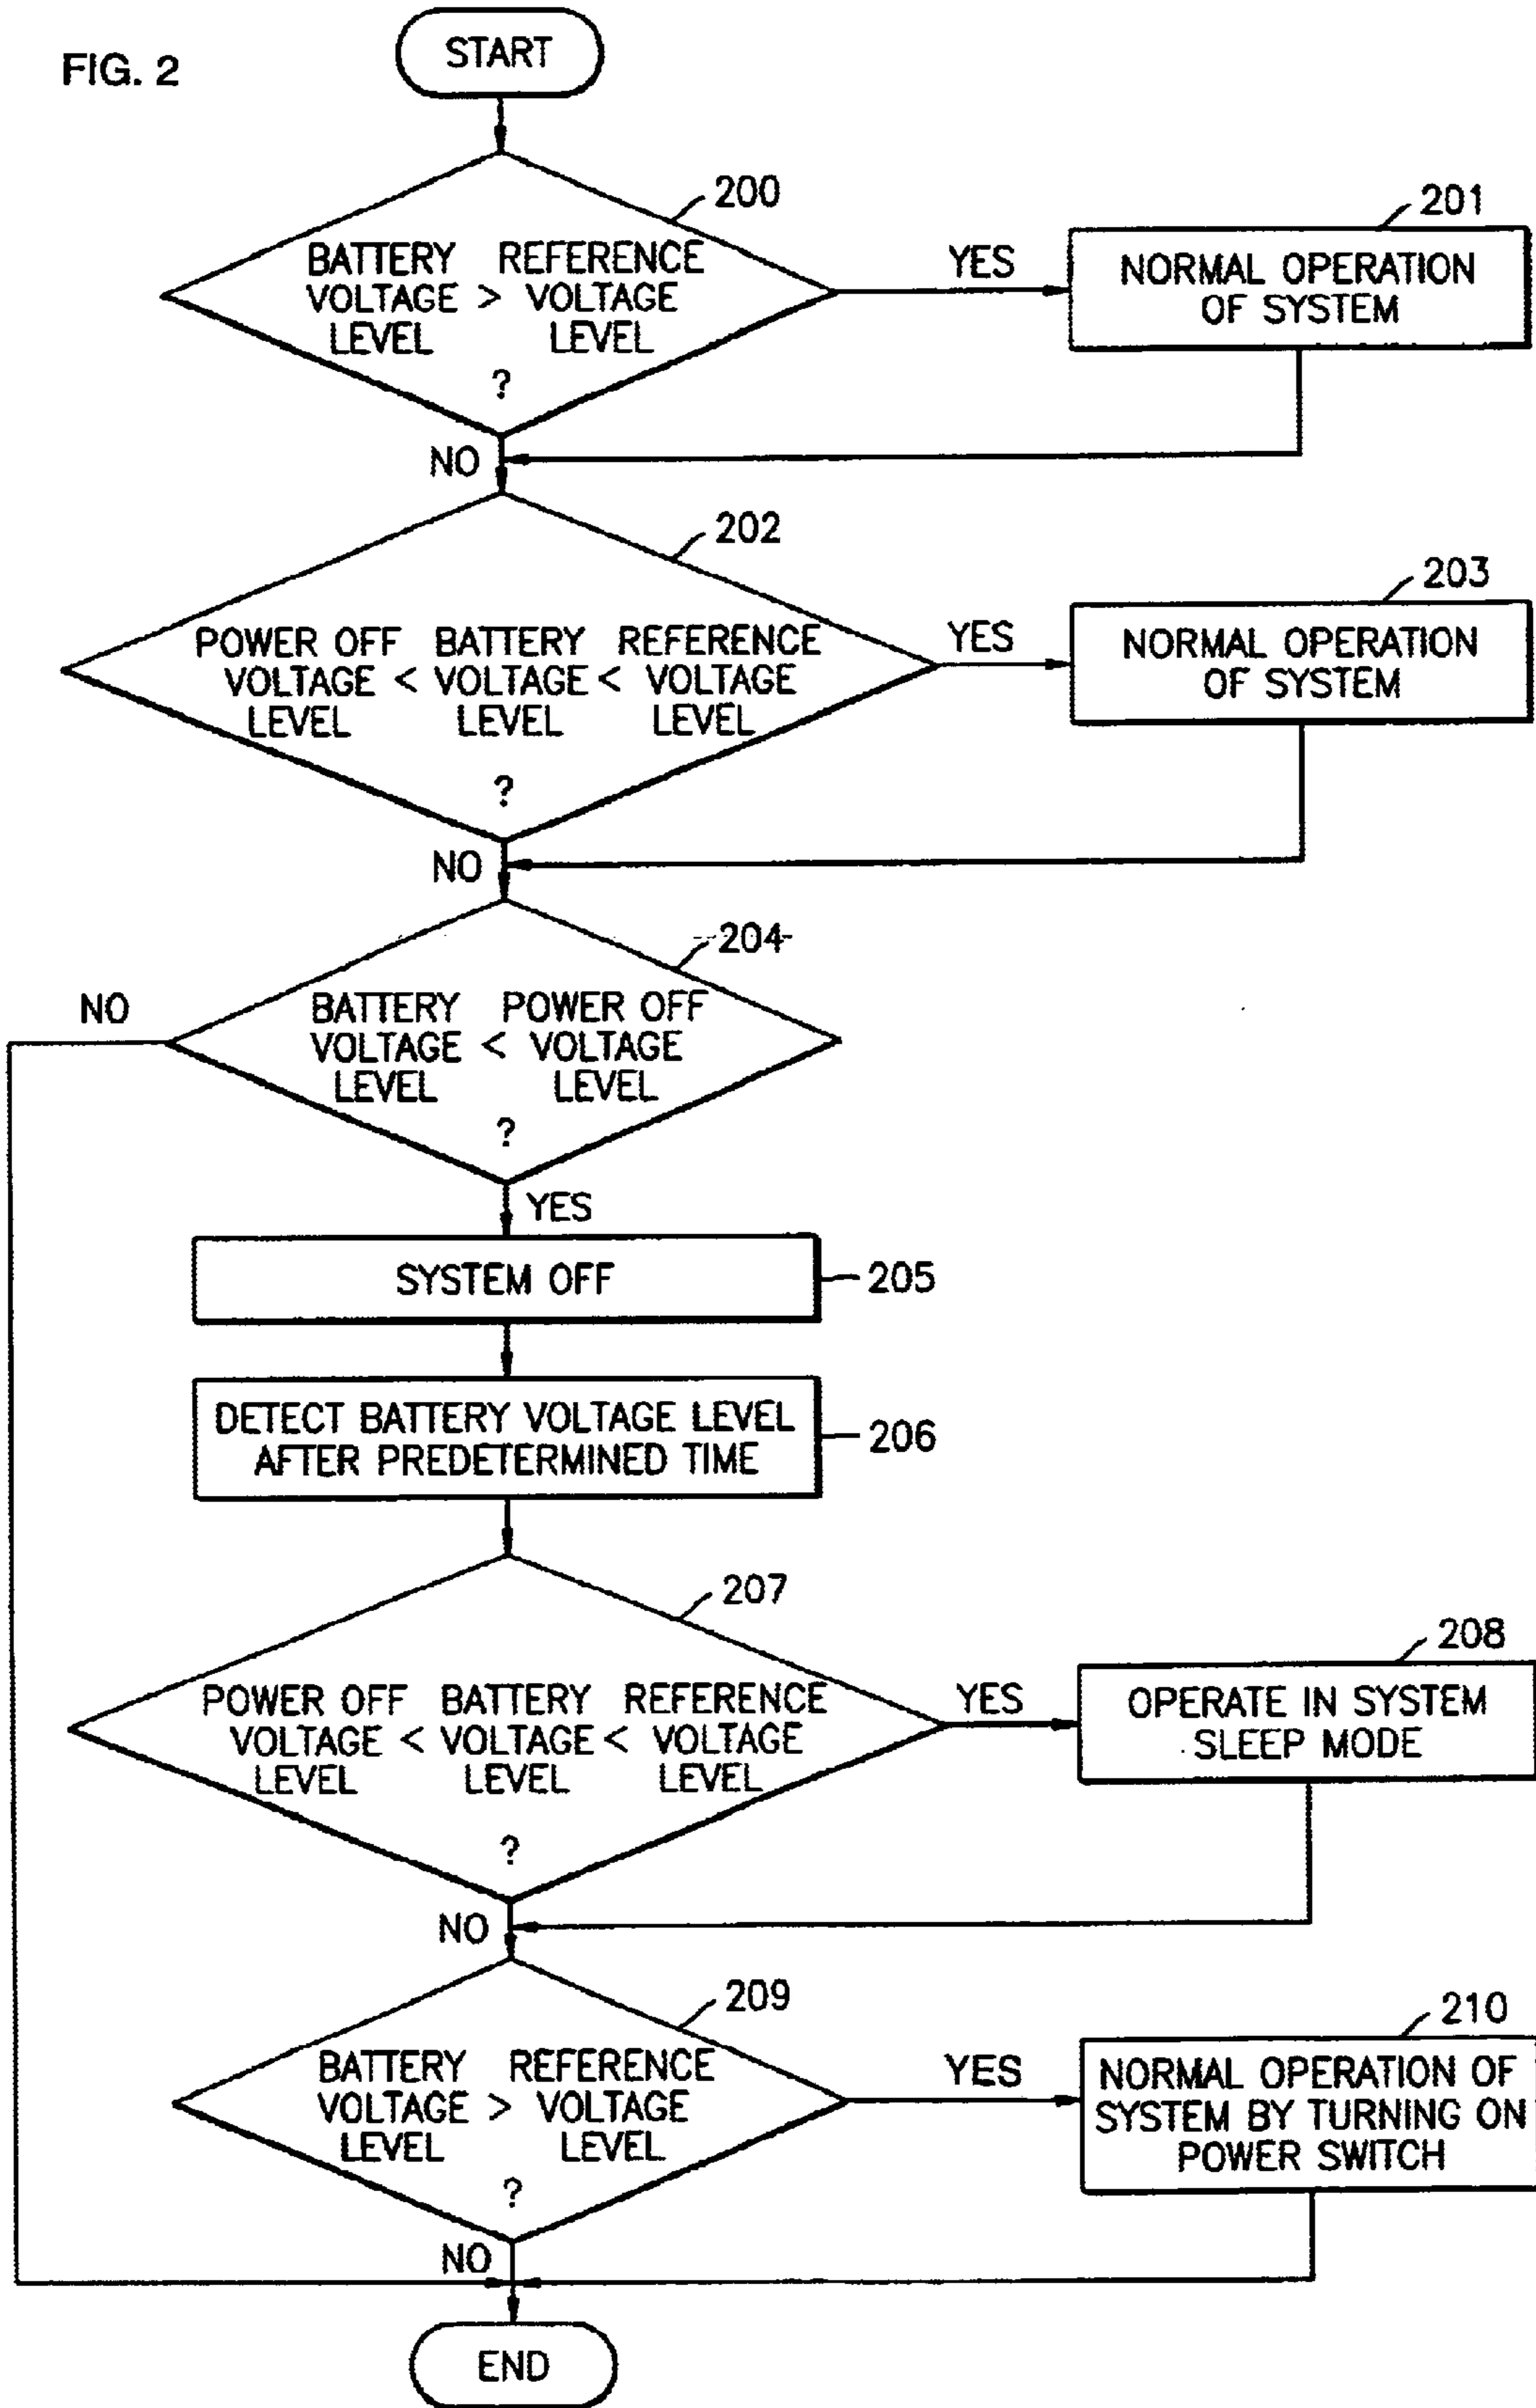 FIG. 2
START
200
BATTERY REFERENCE
VOLTAGE > VOLTAGE
LEVEL LEVEL
?
YES
201
NORMAL OPERATION
OF SYSTEM
NO
202
POWER OFF BATTERY REFERENCE
VOLTAGE < VOLTAGE < VOLTAGE
LEVEL LEVEL LEVEL
?
YES
203
NORMAL OPERATION
OF SYSTEM
NO
204
NO
BATTERY POWER OFF
VOLTAGE < VOLTAGE
LEVEL LEVEL
?
YES
SYSTEM OFF
205
DETECT BATTERY VOLTAGE LEVEL
AFTER PREDETERMINED TIME
206
207
POWER OFF BATTERY REFERENCE
VOLTAGE < VOLTAGE < VOLTAGE
LEVEL LEVEL LEVEL
?
YES
208
OPERATE IN SYSTEM
SLEEP MODE
NO
209
BATTERY REFERENCE
VOLTAGE > VOLTAGE
LEVEL LEVEL
?
YES
210
NORMAL OPERATION OF
SYSTEM BY TURNING ON
POWER SWITCH
NO
END